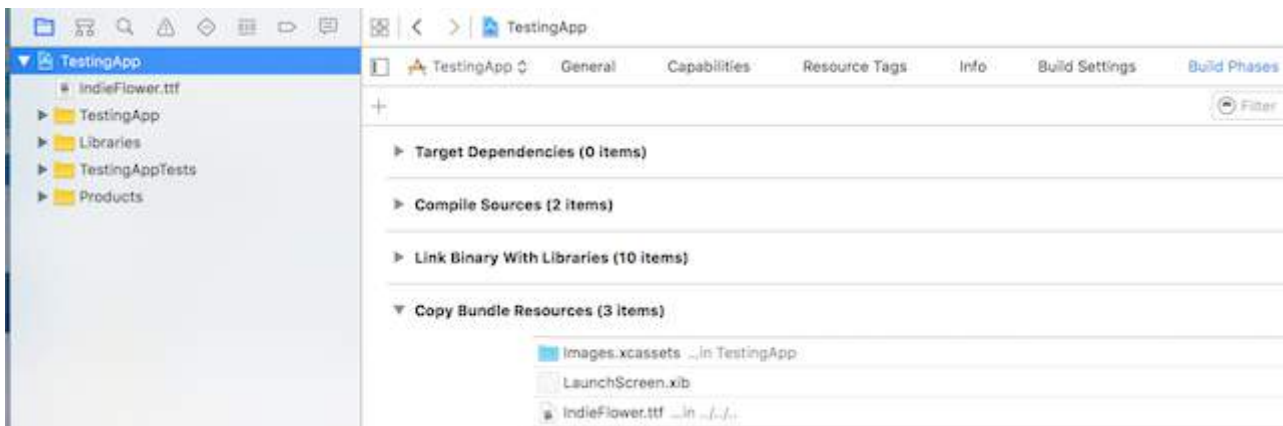 TestingApp
TestingApp
IndieFlower.ttf
TestingApp
Libraries
TestingAppTests
Products
TestingApp General Capabilities Resource Tags Info Build Settings Build Phases
Filter
Target Dependencies (0 items)
Compile Sources (2 items)
Link Binary With Libraries (10 items)
Copy Bundle Resources (3 items)
Images.xcassets ...in TestingApp
LaunchScreen.xib
IndieFlower.ttf ...in ../../..